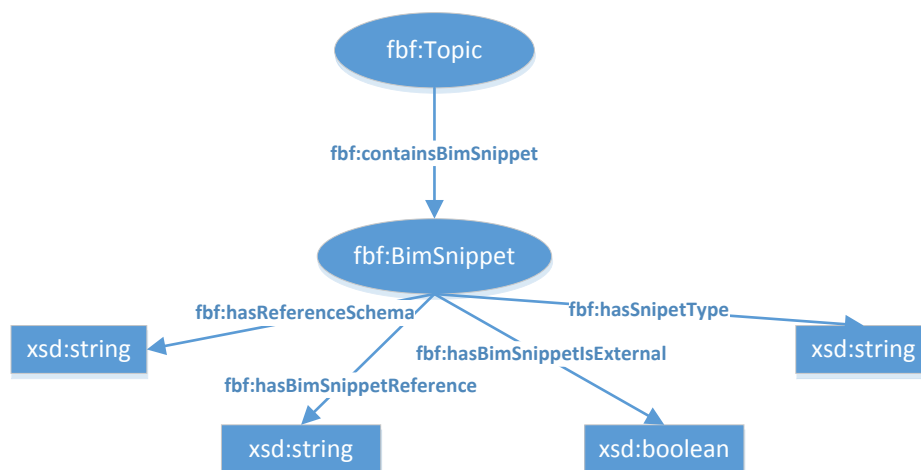 fbf:Topic
fbf:containsBimSnippet
fbf:BimSnippet
fbf:hasReferenceSchema
fbf:hasSnipetType
xsd:string
fbf:hasBimSnippetIsExternal
xsd:string
fbf:hasBimSnippetReference
xsd:string
xsd:boolean